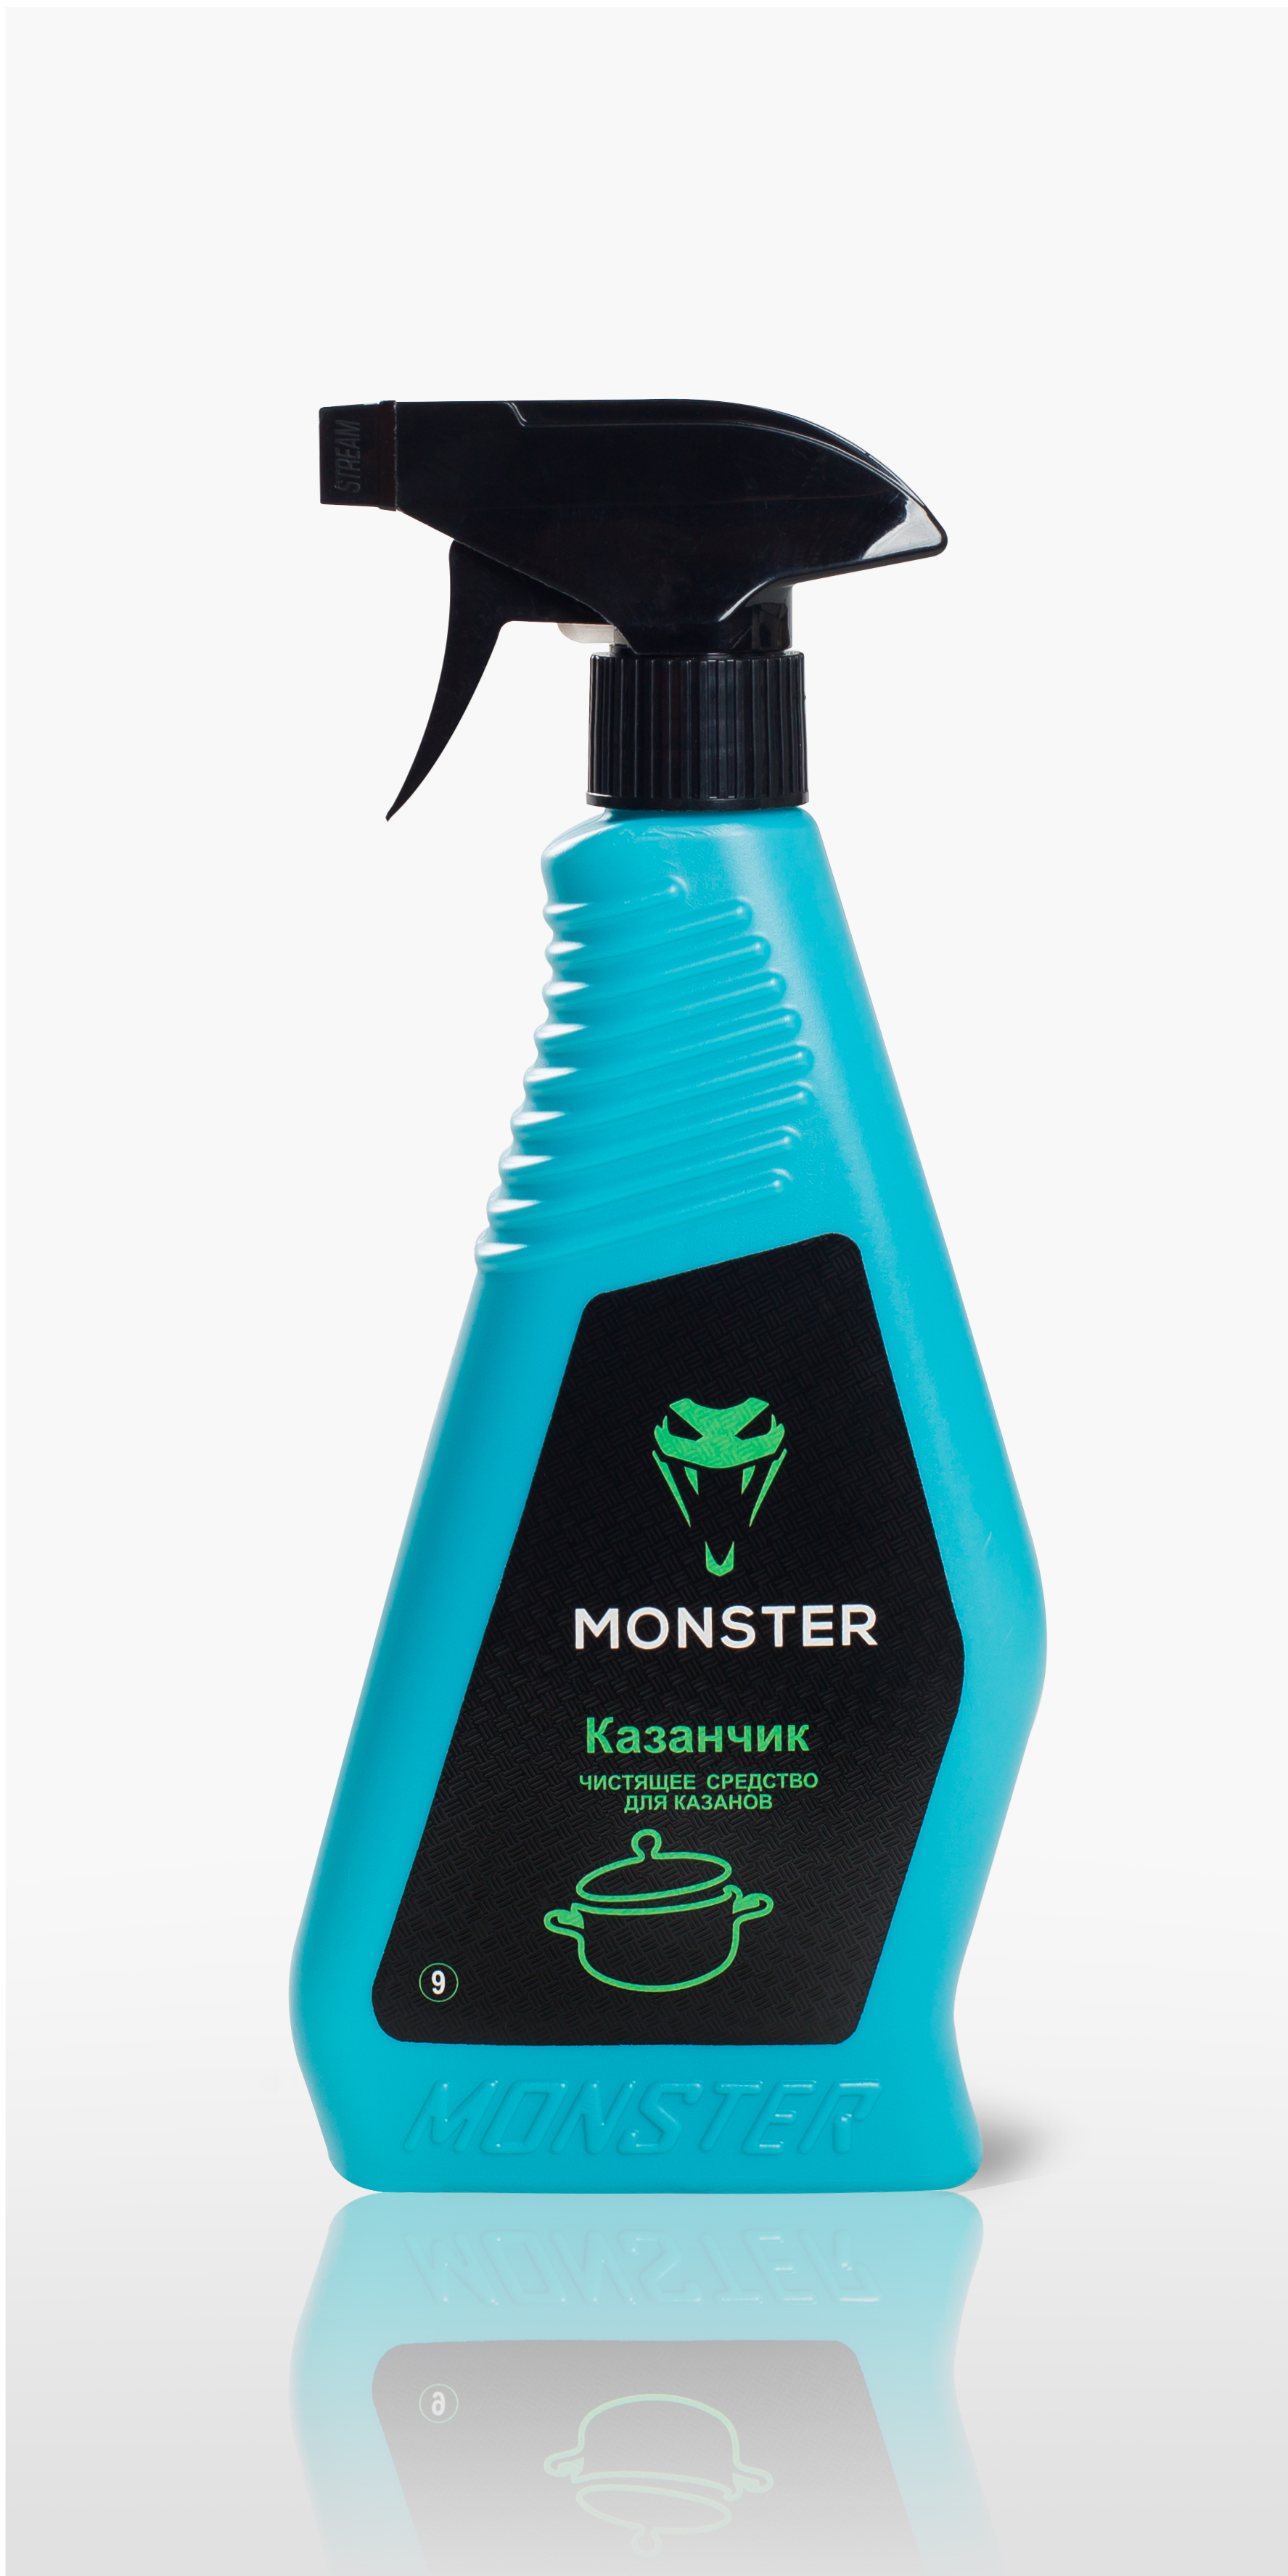 STREAM
MONSTER
Казанчик
ЧИСТЯЩЕЕ СРЕДСТВО
ДЛЯ КАЗАНОВ
9
MONSTER